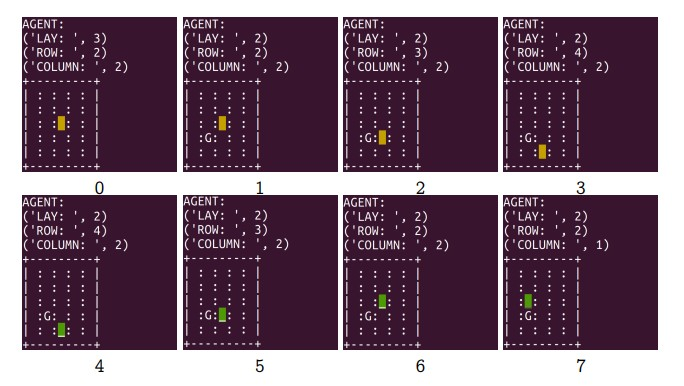 AGENT:
('LAY: ', 3)
('ROW: ', 2)
('COLUMN: ', 2)
+---------+
| : : : : |
| : : : : |
| : : : : |
| : : : : |
| : : : : |
+---------+
0
AGENT:
('LAY: ', 2)
('ROW: ', 2)
('COLUMN: ', 2)
+---------+
| : : : : |
| : : : : |
| : : : : |
| :G: : : |
| : : : : |
+---------+
1
AGENT:
('LAY: ', 2)
('ROW: ', 3)
('COLUMN: ', 2)
+---------+
| : : : : |
| : : : : |
| : : : : |
| :G: : : |
| : : : : |
+---------+
2
AGENT:
('LAY: ', 2)
('ROW: ', 4)
('COLUMN: ', 2)
+---------+
| : : : : |
| : : : : |
| : : : : |
| :G: : : |
| : : : : |
+---------+
3
AGENT:
('LAY: ', 2)
('ROW: ', 4)
('COLUMN: ', 2)
+---------+
| : : : : |
| : : : : |
| : : : : |
| :G: : : |
| : :_: : |
+---------+
4
AGENT:
('LAY: ', 2)
('ROW: ', 3)
('COLUMN: ', 2)
+---------+
| : : : : |
| : : : : |
| : : : : |
| :G:_: : |
| : : : : |
+---------+
5
AGENT:
('LAY: ', 2)
('ROW: ', 2)
('COLUMN: ', 2)
+---------+
| : : : : |
| : : : : |
| : :_: : |
| :G: : : |
| : : : : |
+---------+
6
AGENT:
('LAY: ', 2)
('ROW: ', 2)
('COLUMN: ', 1)
+---------+
| : : : : |
| : : : : |
| :_: : : |
| :G: : : |
| : : : : |
+---------+
7